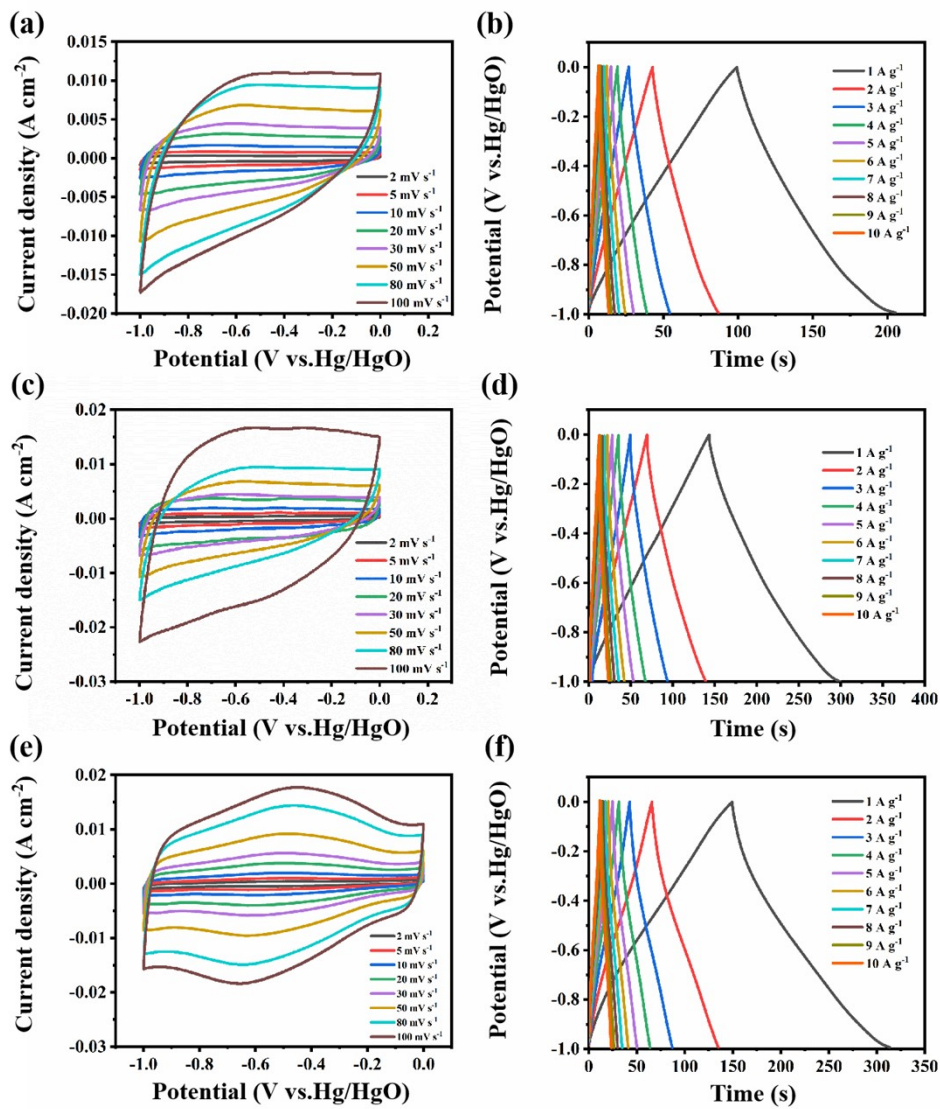 (a)
Current density (A cm⁻²)
0.015
0.010
0.005
0.000
-0.005
-0.010
-0.015
-0.020
2 mV s⁻¹
5 mV s⁻¹
10 mV s⁻¹
20 mV s⁻¹
30 mV s⁻¹
50 mV s⁻¹
80 mV s⁻¹
100 mV s⁻¹
-1.0 -0.8 -0.6 -0.4 -0.2 0.0
Potential (V vs.Hg/HgO)
(b)
Potential (V vs.Hg/HgO)
0.0
-0.2
-0.4
-0.6
-0.8
-1.0
1 A g⁻¹
2 A g⁻¹
3 A g⁻¹
4 A g⁻¹
5 A g⁻¹
6 A g⁻¹
7 A g⁻¹
8 A g⁻¹
9 A g⁻¹
10 A g⁻¹
0 50 100 150 200
Time (s)
(c)
Current density (A cm⁻²)
0.02
0.01
0.00
-0.01
-0.02
-0.03
2 mV s⁻¹
5 mV s⁻¹
10 mV s⁻¹
20 mV s⁻¹
30 mV s⁻¹
50 mV s⁻¹
80 mV s⁻¹
100 mV s⁻¹
-1.0 -0.8 -0.6 -0.4 -0.2 0.0
Potential (V vs.Hg/HgO)
(d)
Potential (V vs.Hg/HgO)
0.0
-0.2
-0.4
-0.6
-0.8
-1.0
1 A g⁻¹
2 A g⁻¹
3 A g⁻¹
4 A g⁻¹
5 A g⁻¹
6 A g⁻¹
7 A g⁻¹
8 A g⁻¹
9 A g⁻¹
10 A g⁻¹
0 50 100 150 200 250 300 350 400
Time (s)
(e)
Current density (A cm⁻²)
0.02
0.01
0.00
-0.01
-0.02
-0.03
2 mV s⁻¹
5 mV s⁻¹
10 mV s⁻¹
20 mV s⁻¹
30 mV s⁻¹
50 mV s⁻¹
80 mV s⁻¹
100 mV s⁻¹
-1.0 -0.8 -0.6 -0.4 -0.2 0.0
Potential (V vs.Hg/HgO)
(f)
Potential (V vs.Hg/HgO)
0.0
-0.2
-0.4
-0.6
-0.8
-1.0
1 A g⁻¹
2 A g⁻¹
3 A g⁻¹
4 A g⁻¹
5 A g⁻¹
6 A g⁻¹
7 A g⁻¹
8 A g⁻¹
9 A g⁻¹
10 A g⁻¹
0 50 100 150 200 250 300 350
Time (s)